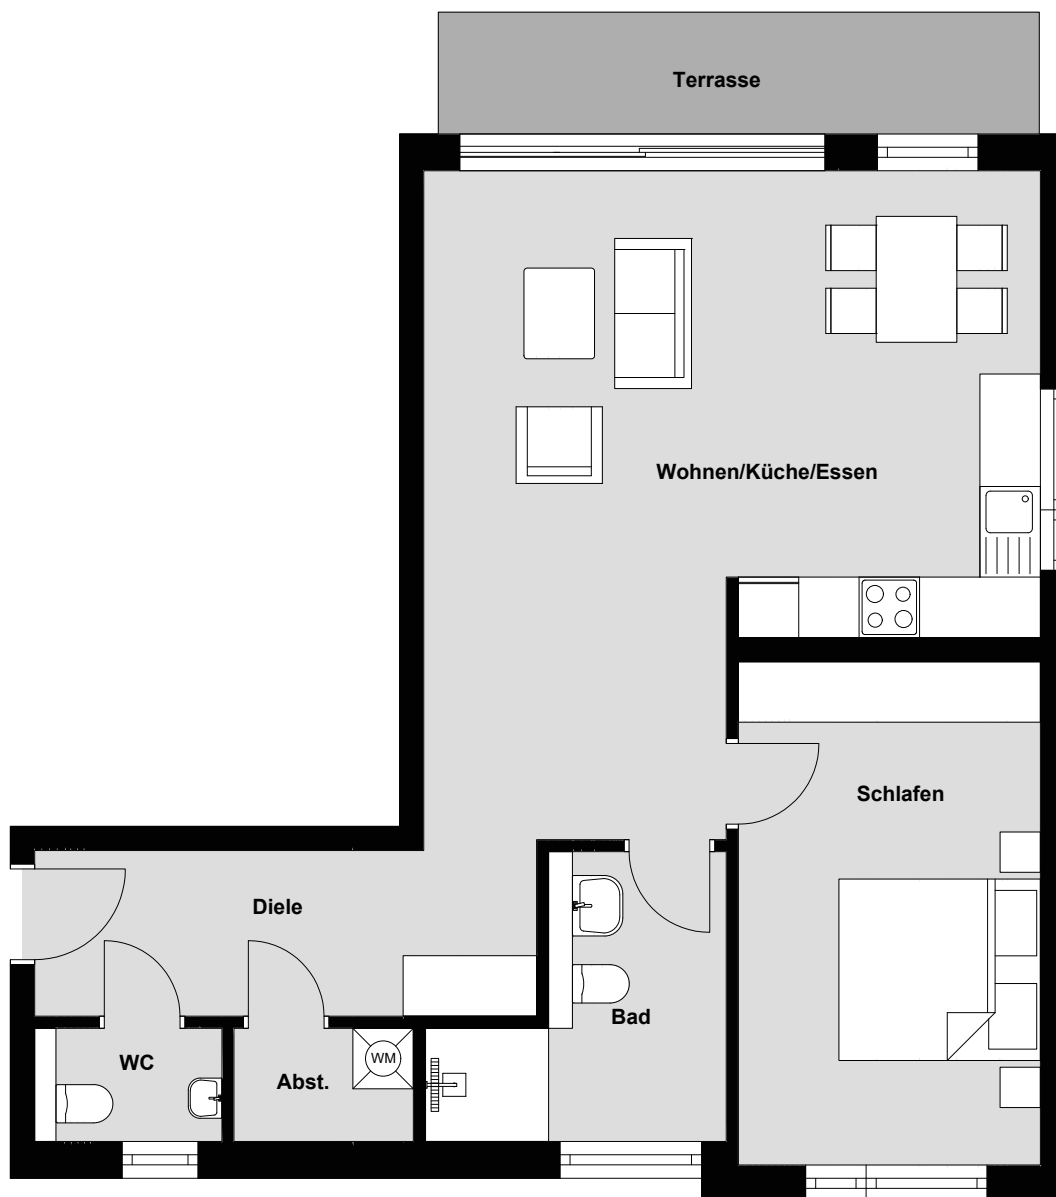 Terrasse
Wohnen/Küche/Essen
Schlafen
Diele
Bad
WC
Abst.
WM